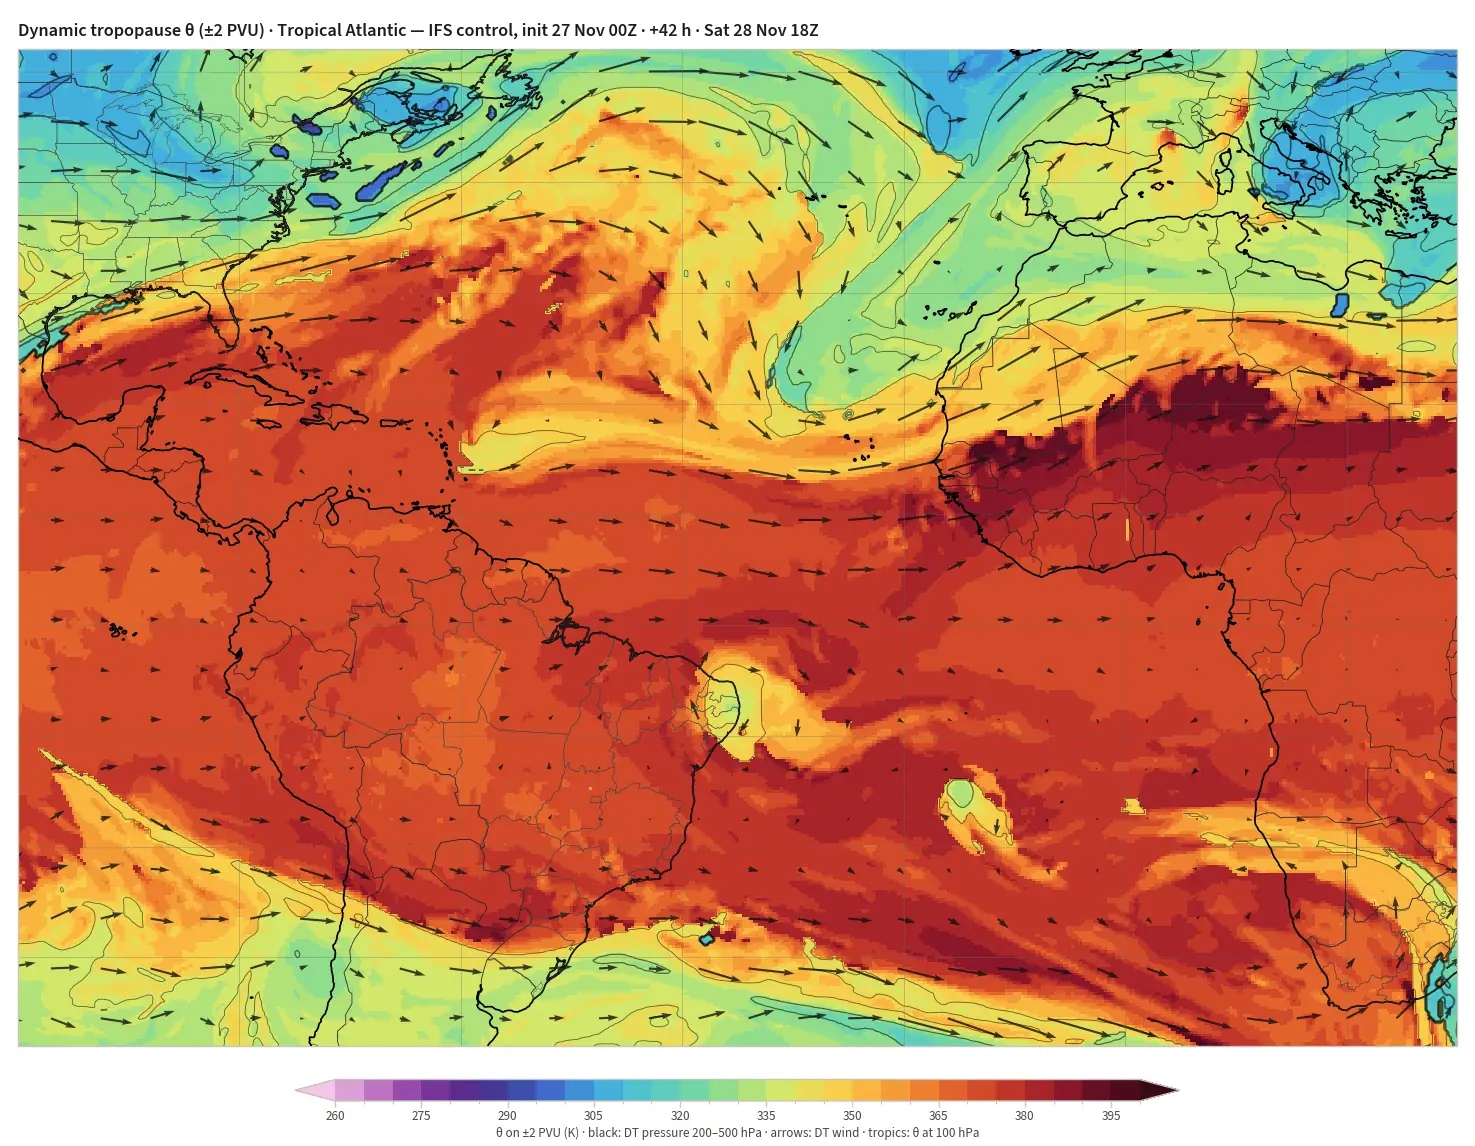 Dynamic tropopause θ (±2 PVU) · Tropical Atlantic — IFS control, init 27 Nov 00Z · +42 h · Sat 28 Nov 18Z
260 275 290 305 320 335 350 365 380 395
θ on ±2 PVU (K) · black: DT pressure 200–500 hPa · arrows: DT wind · tropics: θ at 100 hPa